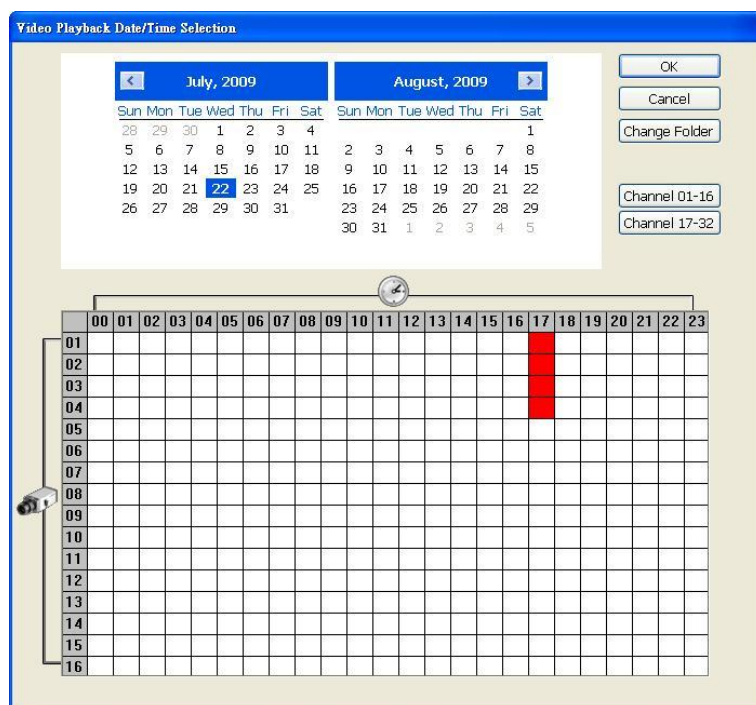 Video Playback Date/Time Selection
July, 2009 August, 2009
Sun Mon Tue Wed Thu Fri Sat Sun Mon Tue Wed Thu Fri Sat
28 29 30 1 2 3 4 1
5 6 7 8 9 10 11 2 3 4 5 6 7 8
12 13 14 15 16 17 18 9 10 11 12 13 14 15
19 20 21 22 23 24 25 16 17 18 19 20 21 22
26 27 28 29 30 31 23 24 25 26 27 28 29
30 31 1 2 3 4 5
OK
Cancel
Change Folder
Channel 01-16
Channel 17-32
00 01 02 03 04 05 06 07 08 09 10 11 12 13 14 15 16 17 18 19 20 21 22 23
01
02
03
04
05
06
07
08
09
10
11
12
13
14
15
16